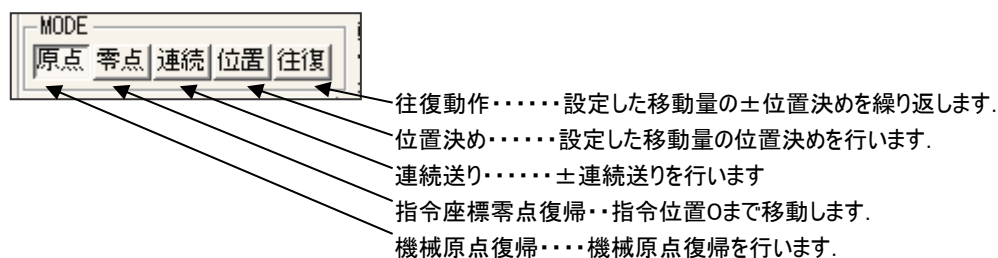 MODE
原点 零点 連続 位置 往復
往復動作・・・・・・設定した移動量の±位置決めを繰り返します.
位置決め・・・・・・設定した移動量の位置決めを行います.
連続送り・・・・・・±連続送りを行います
指令座標零点復帰・・指令位置0まで移動します.
機械原点復帰・・・・機械原点復帰を行います.